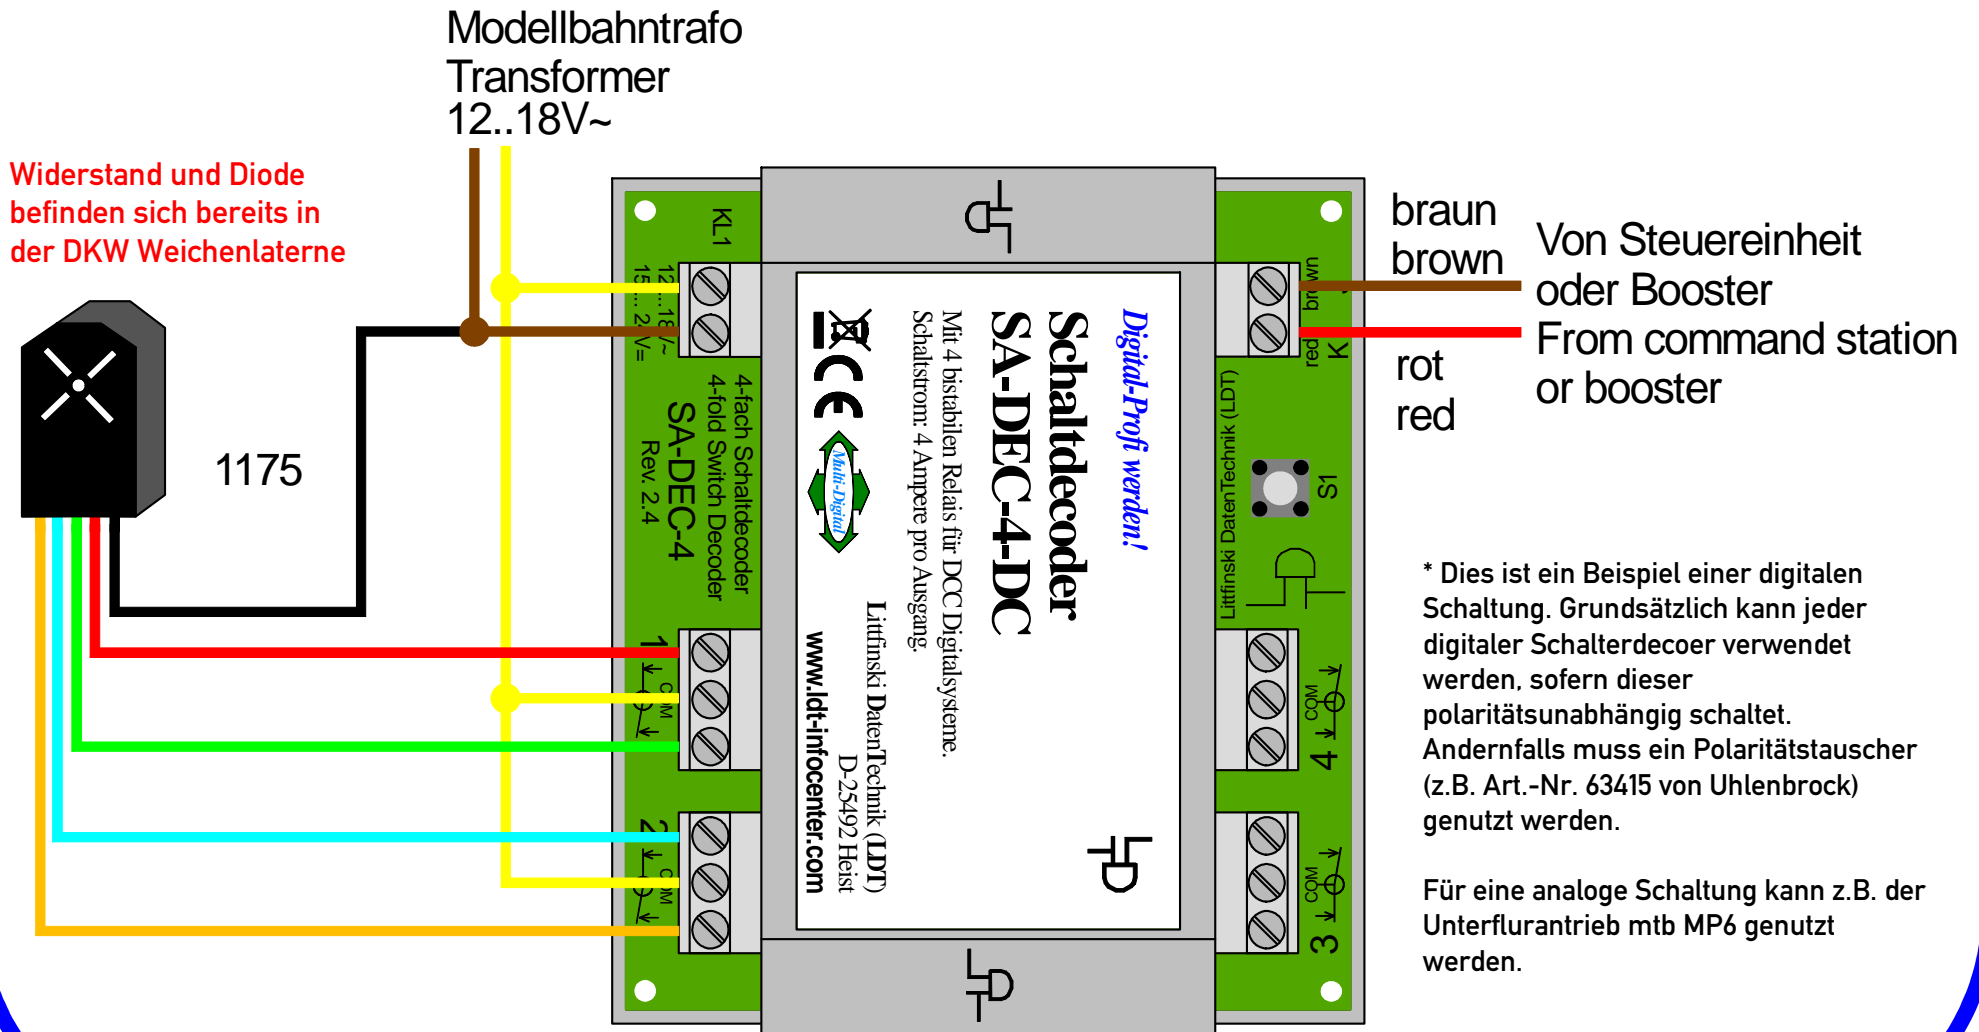 Modellbahntrafo
Transformer
12..18V~
Widerstand und Diode
befinden sich bereits in
der DKW Weichenlaterne
1175
KL1
12...18V~
15... 24V=
4-fach Schaltdecoder
4-fold Switch Decoder
SA-DEC-4
Rev. 2.4
1
COM
2
COM
Digital-Profi werden!
Schaltdecoder
SA-DEC-4-DC
Mit 4 bistabilen Relais für DCC Digitalsysteme.
Schaltstrom: 4 Ampere pro Ausgang.
Multi-Digital
Littfinski DatenTechnik (LDT)
D-25492 Heist
www.ldt-infocenter.com
brown
red
K
Littfinski DatenTechnik (LDT)
S1
COM
4
COM
3
braun
brown
rot
red
Von Steuereinheit
oder Booster
From command station
or booster
* Dies ist ein Beispiel einer digitalen
Schaltung. Grundsätzlich kann jeder
digitaler Schalterdecoer verwendet
werden, sofern dieser
polaritätsunabhängig schaltet.
Andernfalls muss ein Polaritätstauscher
(z.B. Art.-Nr. 63415 von Uhlenbrock)
genutzt werden.
Für eine analoge Schaltung kann z.B. der
Unterflurantrieb mtb MP6 genutzt
werden.